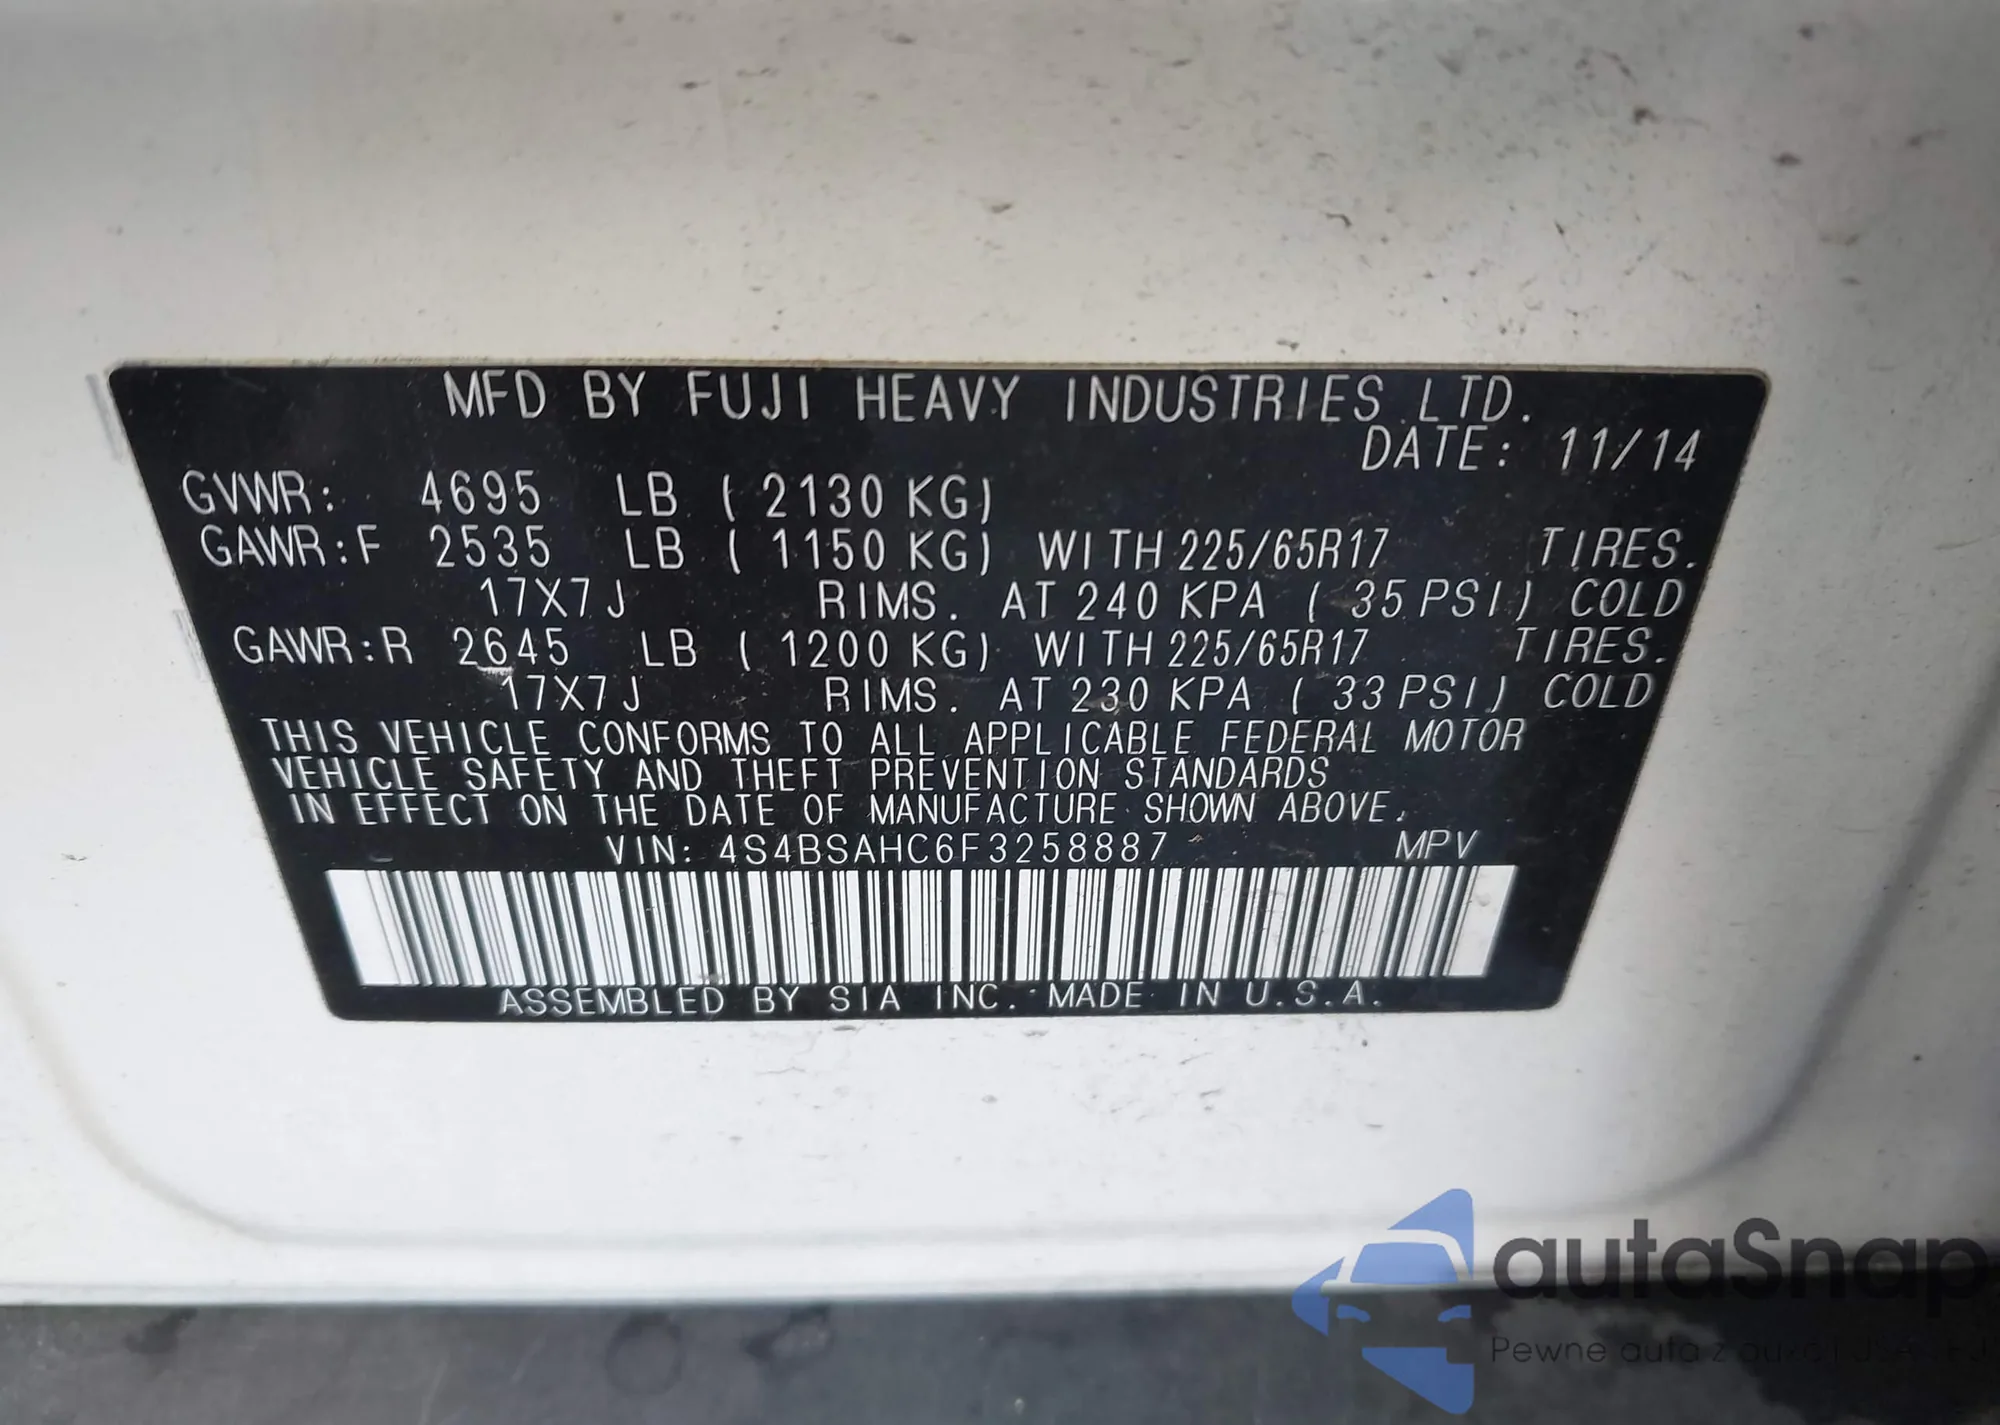 MFD BY FUJI HEAVY INDUSTRIES LTD.
DATE: 11/14
GVWR: 4695 LB ( 2130 KG)
GAWR:F 2535 LB ( 1150 KG) WITH 225/65R17 TIRES.
17X7J RIMS. AT 240 KPA ( 35 PSI) COLD
GAWR:R 2645 LB ( 1200 KG) WITH 225/65R17 TIRES.
17X7J RIMS. AT 230 KPA ( 33 PSI) COLD
THIS VEHICLE CONFORMS TO ALL APPLICABLE FEDERAL MOTOR
VEHICLE SAFETY AND THEFT PREVENTION STANDARDS
IN EFFECT ON THE DATE OF MANUFACTURE SHOWN ABOVE.
VIN: 4S4BSAHC6F3258887 MPV
ASSEMBLED BY SIA INC. MADE IN U.S.A.
autaSnap
Pewne auta z